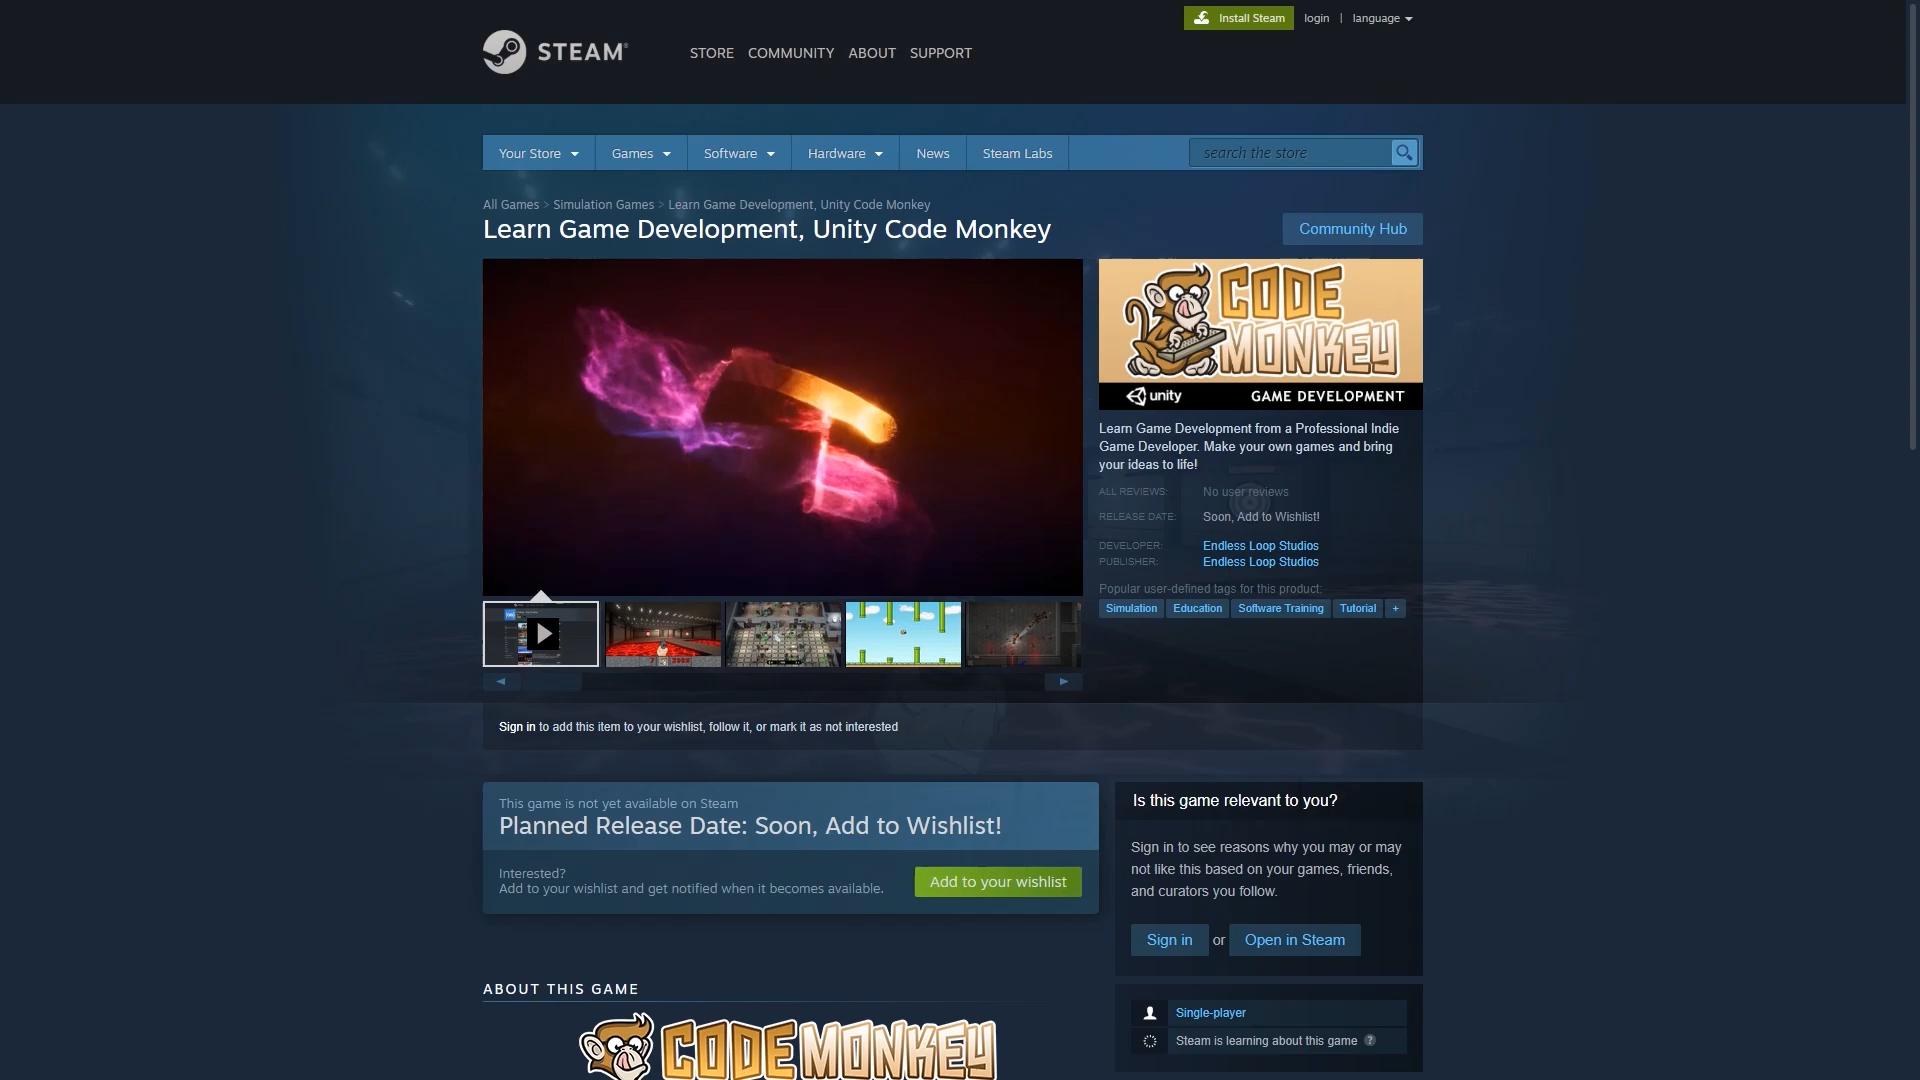 Install Steam login | language
STEAM
STORE COMMUNITY ABOUT SUPPORT
Your Store Games Software Hardware News Steam Labs search the store
All Games > Simulation Games > Learn Game Development, Unity Code Monkey
Learn Game Development, Unity Code Monkey
Community Hub
CODE
MONKEY
unity GAME DEVELOPMENT
Learn Game Development from a Professional Indie
Game Developer. Make your own games and bring
your ideas to life!
ALL REVIEWS: No user reviews
RELEASE DATE: Soon, Add to Wishlist!
DEVELOPER: Endless Loop Studios
PUBLISHER: Endless Loop Studios
Popular user-defined tags for this product:
Simulation Education Software Training Tutorial +
Sign in to add this item to your wishlist, follow it, or mark it as not interested
This game is not yet available on Steam
Planned Release Date: Soon, Add to Wishlist!
Interested?
Add to your wishlist and get notified when it becomes available.
Add to your wishlist
Is this game relevant to you?
Sign in to see reasons why you may or may
not like this based on your games, friends,
and curators you follow.
Sign in or Open in Steam
ABOUT THIS GAME
CODE MONKEY
Single-player
Steam is learning about this game ?